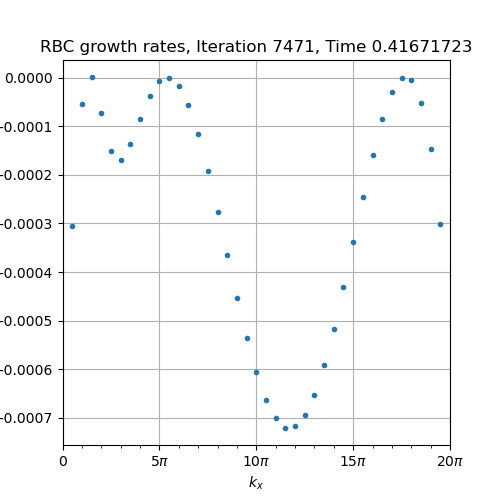 RBC growth rates, Iteration 7471, Time 0.41671723
0.0000
-0.0001
-0.0002
-0.0003
-0.0004
-0.0005
-0.0006
-0.0007
0 5π 10π 15π 20π
kₓ